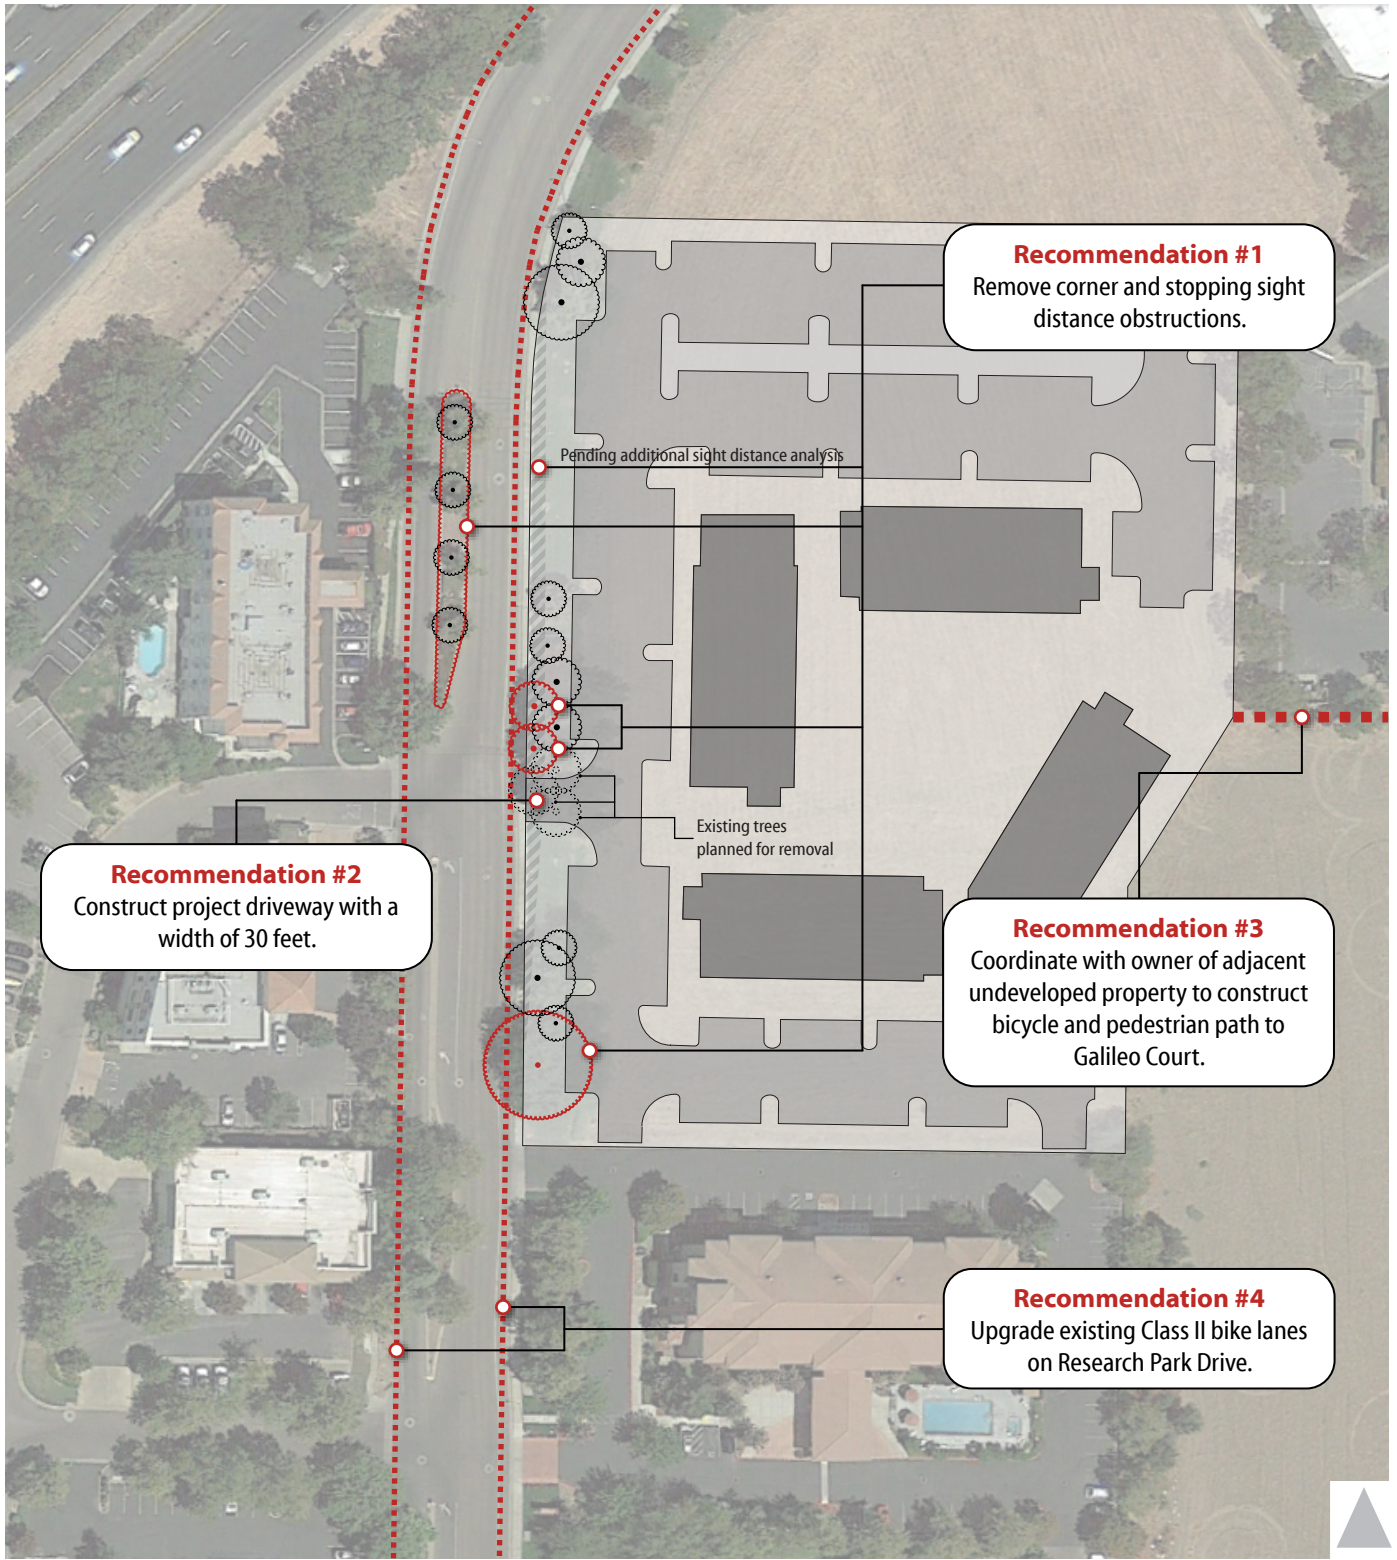 Recommendation #1
Remove corner and stopping sight
distance obstructions.
Pending additional sight distance analysis
Existing trees
planned for removal
Recommendation #2
Construct project driveway with a
width of 30 feet.
Recommendation #3
Coordinate with owner of adjacent
undeveloped property to construct
bicycle and pedestrian path to
Galileo Court.
Recommendation #4
Upgrade existing Class II bike lanes
on Research Park Drive.